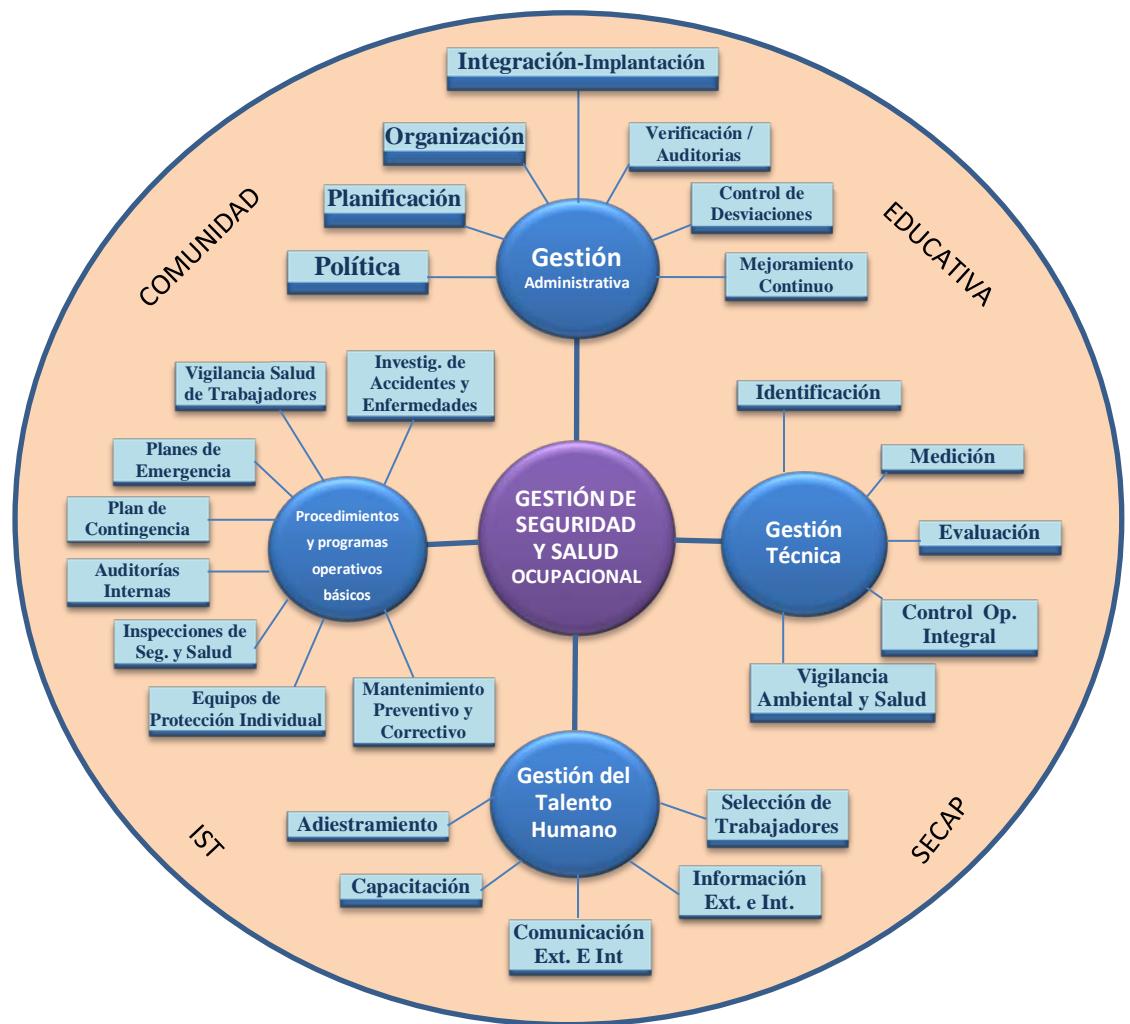 Integración-Implantación
Organización
Verificación /
Auditorias
Planificación
Control de
Desviaciones
Política
Gestión
Administrativa
Mejoramiento
Continuo
COMUNIDAD
EDUCATIVA
Vigilancia Salud
de Trabajadores
Investig. de
Accidentes y
Enfermedades
Planes de
Emergencia
Plan de
Contingencia
Auditorías
Internas
Inspecciones de
Seg. y Salud
Equipos de
Protección Individual
Mantenimiento
Preventivo y
Correctivo
Procedimientos
y programas
operativos
básicos
GESTIÓN DE
SEGURIDAD
Y SALUD
OCUPACIONAL
Gestión
Técnica
Identificación
Medición
Evaluación
Control Op.
Integral
Vigilancia
Ambiental y Salud
Gestión del
Talento
Humano
Adiestramiento
Capacitación
Comunicación
Ext. E Int
Información
Ext. e Int.
Selección de
Trabajadores
IST
SECAP